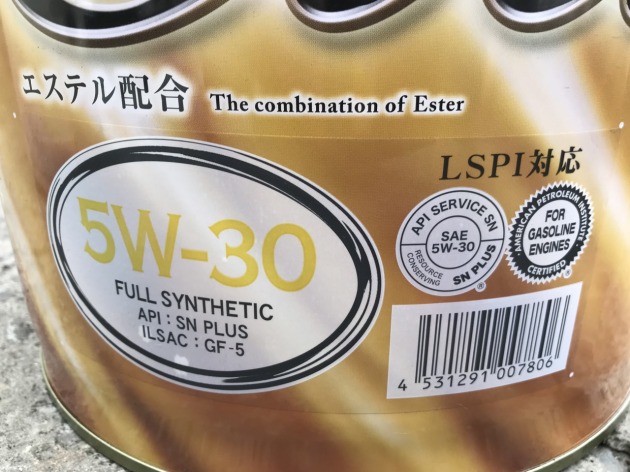 エステル配合 The combination of Ester
LSPI対応
5W-30
FULL SYNTHETIC
API : SN PLUS
ILSAC : GF-5
API SERVICE SN
SAE
5W-30
RESOURCE
CONSERVING
SN PLUS
®
AMERICAN PETROLEUM INSTITUTE
FOR
GASOLINE
ENGINES
CERTIFIED
®
4 531291 007806